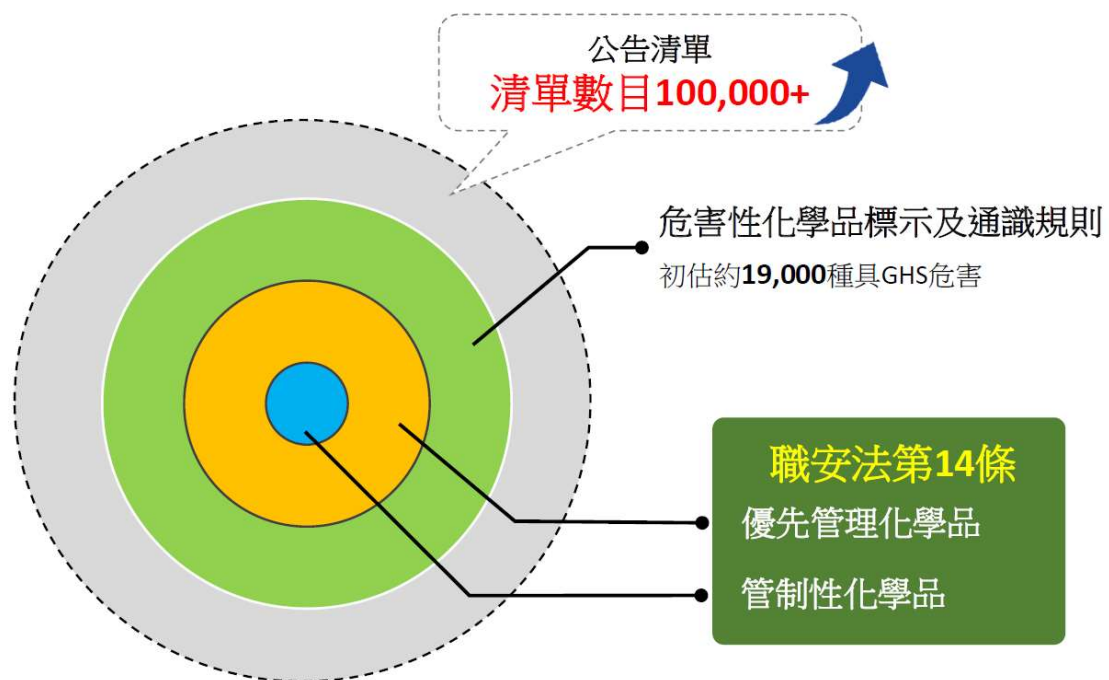 公告清單
清單數目100,000+
危害性化學品標示及通識規則
初估約19,000種具GHS危害
職安法第14條
優先管理化學品
管制性化學品